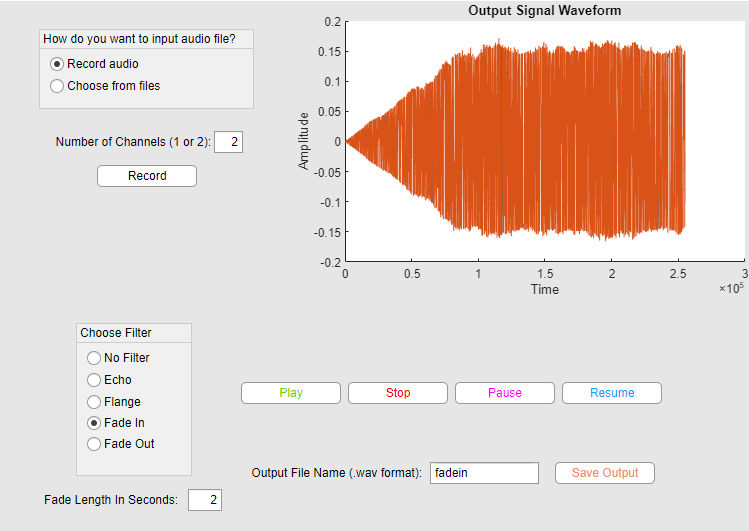 How do you want to input audio file?
Record audio
Choose from files
Number of Channels (1 or 2): 2
Record
Output Signal Waveform
0.2
0.15
0.1
0.05
0
-0.05
-0.1
-0.15
-0.2
Amplitude
0 0.5 1 1.5 2 2.5 3
Time
×10⁵
Choose Filter
No Filter
Echo
Flange
Fade In
Fade Out
Fade Length In Seconds: 2
Play Stop Pause Resume
Output File Name (.wav format): fadein Save Output